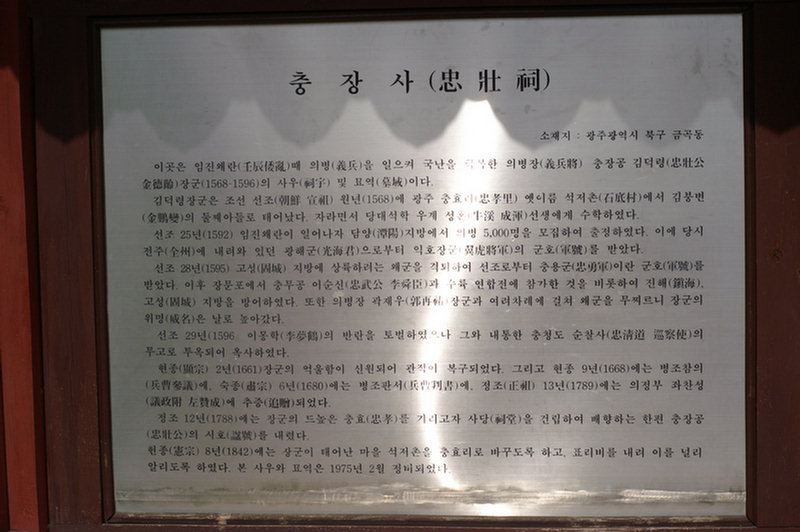 충 장 사 (忠 壯 祠)
소재지 : 광주광역시 북구 금곡동
이곳은 임진왜란(壬辰倭亂)때 의병(義兵)을 일으켜 국난을 한 의병장(義兵將) 충장공 김덕령(忠壯公
金德齡)장군(1568-1596)의 사우(祠宇) 및 묘역(墓域)이다.
김덕령장군은 조선 선조(朝鮮 宣祖) 원년(1568)에 광주 충효리(忠孝里) 옛이름 석저촌(石底村)에서 김붕변
(金鵬變)의 둘째아들로 태어났다. 자라면서 당대석학 우계 성혼(牛溪 成渾)선생에게 수학하였다.
선조 25년(1592) 임진왜란이 일어나자 담양(潭陽)지방에서 의병 5,000명을 모집하여 출정하였다. 이에 당시
전주(全州)에 내려와 있던 광해군(光海君)으로부터 익호장군(翼虎將軍)의 군호(軍號)를 받았다.
선조 28년(1595) 고성(固城) 지방에 상륙하려는 왜군을 격퇴하여 선조로부터 충용군(忠勇軍)이란 군호(軍號)를
받았다. 이후 장문포에서 충무공 이순신(忠武公 李舜臣)과 수륙 연합전에 참가한 것을 비롯하여 진해(鎭海),
고성(固城) 지방을 방어하였다. 또한 의병장 곽재우(郭再祐)장군과 여러차례에 걸쳐 왜군을 무찌르니 장군의
위명(威名)은 날로 높아갔다.
선조 29년(1596 이몽학(李夢鶴)의 반란을 토벌하였으나 그와 내통한 충청도 순찰사(忠淸道 巡察使)의
무고로 투옥되어 옥사하였다.
현종(顯宗) 2년(1661)장군의 억울함이 신원되어 관직이 복구되었다. 그리고 현종 9년(1668)에는 병조참의
(兵曹參議)에, 숙종(肅宗) 6년(1680)에는 병조판서(兵曹判書)에, 정조(正祖) 13년(1789)에는 의정부 좌찬성
(議政府 左贊成)에 추증(追贈)되었다.
정조 12년(1788)에는 장군의 드높은 충효(忠孝)를 기리고자 사당(祠堂)을 건립하여 배향하는 한편 충장공
(忠壯公)의 시호(諡號)를 내렸다.
현종(憲宗) 8년(1842)에는 장군이 태어난 마을 석저촌을 충효리로 바꾸도록 하고, 표리비를 내려 이를 널리
알리도록 하였다. 본 사우와 묘역은 1975년 2월 정비되었다.